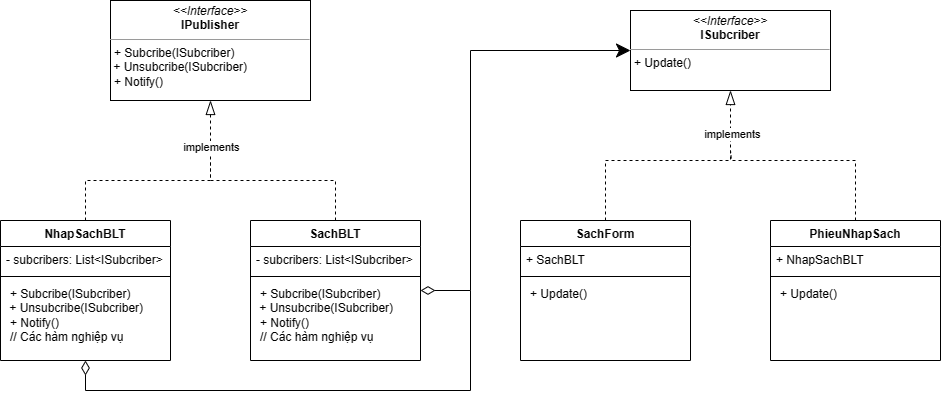 <<Interface>>
IPublisher
+ Subcribe(ISubcriber)
+ Unsubcribe(ISubcriber)
+ Notify()
<<Interface>>
ISubcriber
+ Update()
implements
implements
NhapSachBLT
- subcribers: List<ISubcriber>
+ Subcribe(ISubcriber)
+ Unsubcribe(ISubcriber)
+ Notify()
// Các hàm nghiệp vụ
SachBLT
- subcribers: List<ISubcriber>
+ Subcribe(ISubcriber)
+ Unsubcribe(ISubcriber)
+ Notify()
// Các hàm nghiệp vụ
SachForm
+ SachBLT
+ Update()
PhieuNhapSach
+ NhapSachBLT
+ Update()